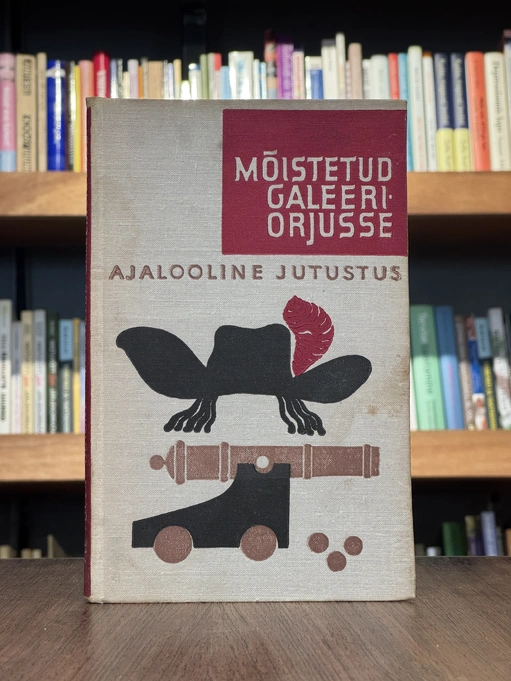 MÕISTETUD
GALEERI-
ORJUSSE
AJALOOLINE JUTUSTUS